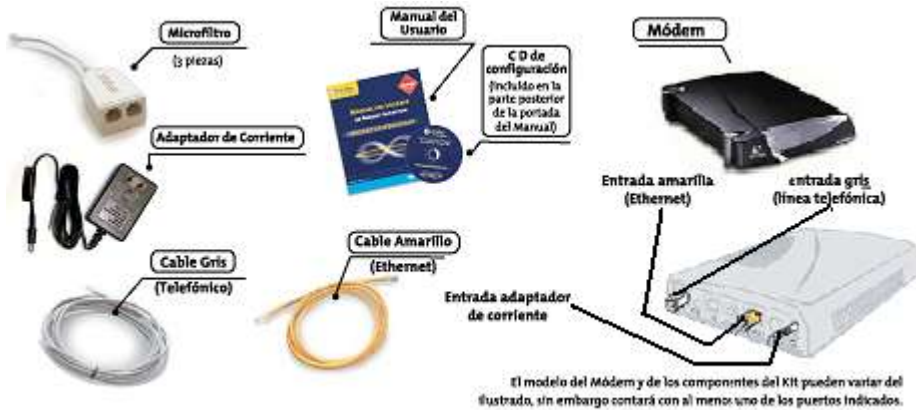 Microfiltro
(3 piezas)
Manual del
Usuario
C D de
configuración
(incluido en la
parte posterior
de la portada
del Manual)
Módem
Adaptador de Corriente
Entrada amarilla
(Ethernet)
entrada gris
(línea telefónica)
Cable Gris
(Telefónico)
Cable Amarillo
(Ethernet)
Entrada adaptador
de corriente
El modelo del Módem y de los componentes del Kit pueden variar del
ilustrado, sin embargo contará con al menos uno de los puertos indicados.